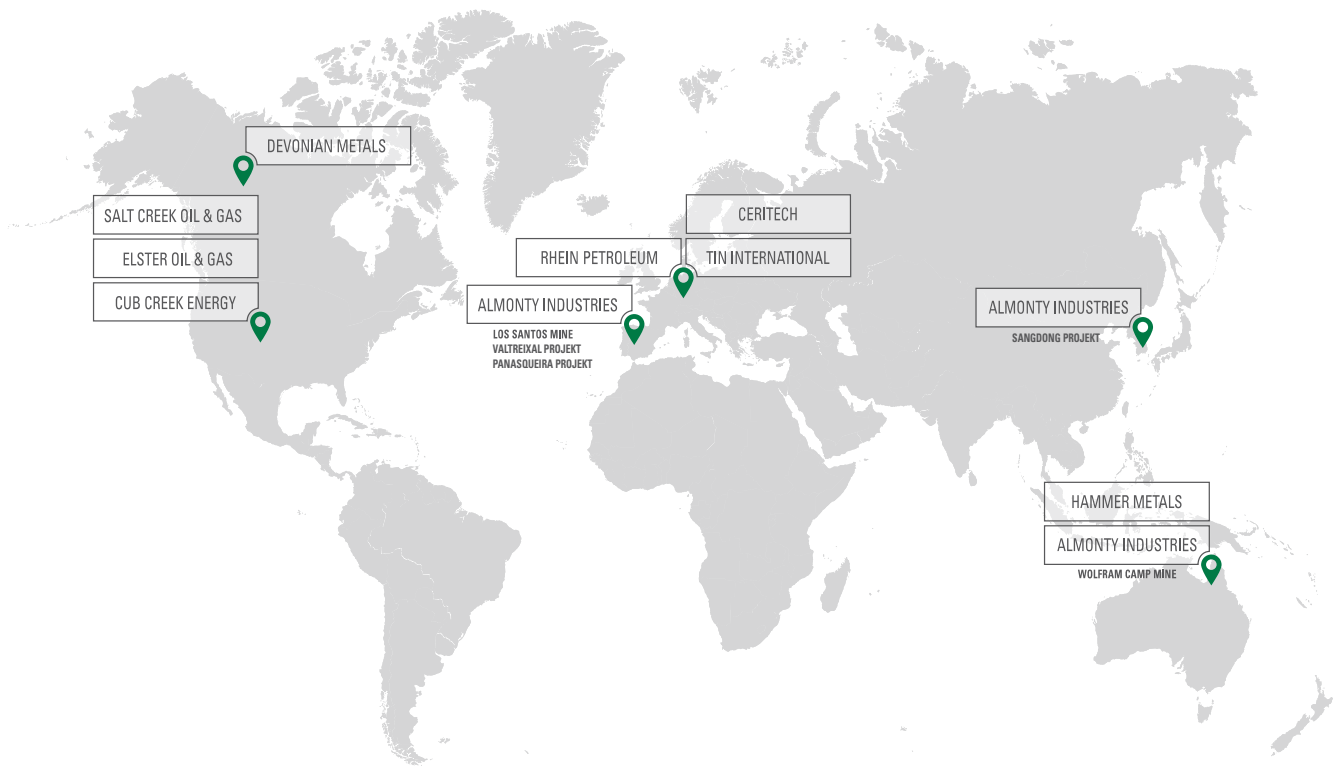 DEVONIAN METALS
SALT CREEK OIL & GAS
ELSTER OIL & GAS
CUB CREEK ENERGY
CERITECH
RHEIN PETROLEUM
TIN INTERNATIONAL
ALMONTY INDUSTRIES
LOS SANTOS MINE
VALTREIXAL PROJEKT
PANASQUEIRA PROJEKT
ALMONTY INDUSTRIES
SANGDONG PROJEKT
HAMMER METALS
ALMONTY INDUSTRIES
WOLFRAM CAMP MINE